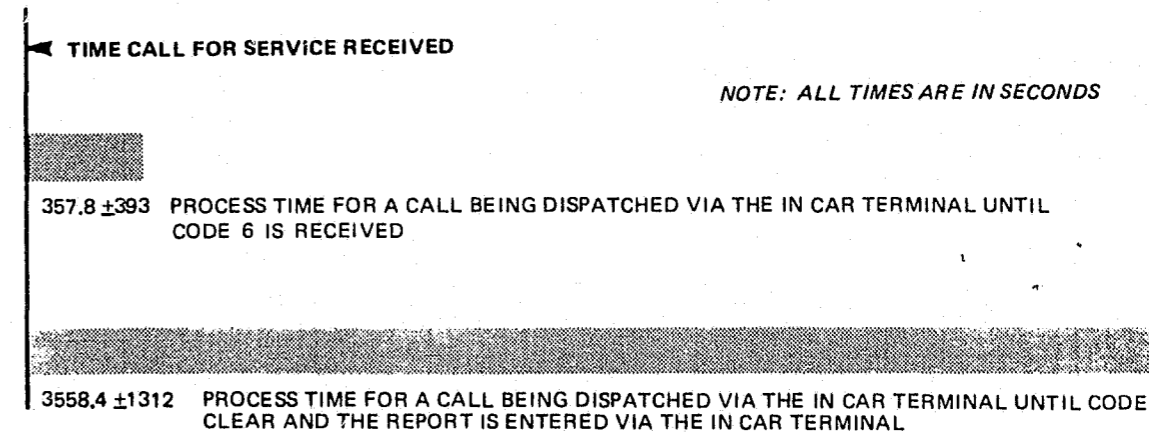 TIME CALL FOR SERVICE RECEIVED
NOTE: ALL TIMES ARE IN SECONDS
357.8 ±393 PROCESS TIME FOR A CALL BEING DISPATCHED VIA THE IN CAR TERMINAL UNTIL
CODE 6 IS RECEIVED
3558.4 ±1312 PROCESS TIME FOR A CALL BEING DISPATCHED VIA THE IN CAR TERMINAL UNTIL CODE
CLEAR AND THE REPORT IS ENTERED VIA THE IN CAR TERMINAL